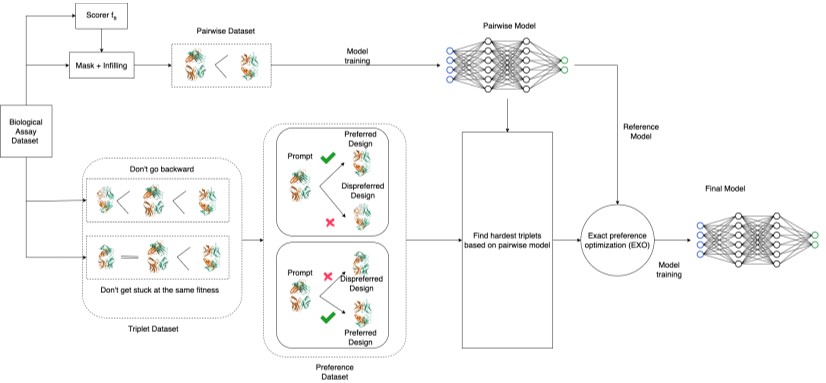 Scorer fs
Mask + Infilling
Pairwise Dataset
Model
training
Pairwise Model
Biological
Assay
Dataset
Reference
Model
Don't go backward
Don't get stuck at the same fitness
Triplet Dataset
Prompt
Preferred
Design
Dispreferred
Design
Prompt
Dispreferred
Design
Preferred
Design
Preference
Dataset
Find hardest triplets
based on pairwise model
Exact preference
optimization (EXO)
Model
training
Final Model